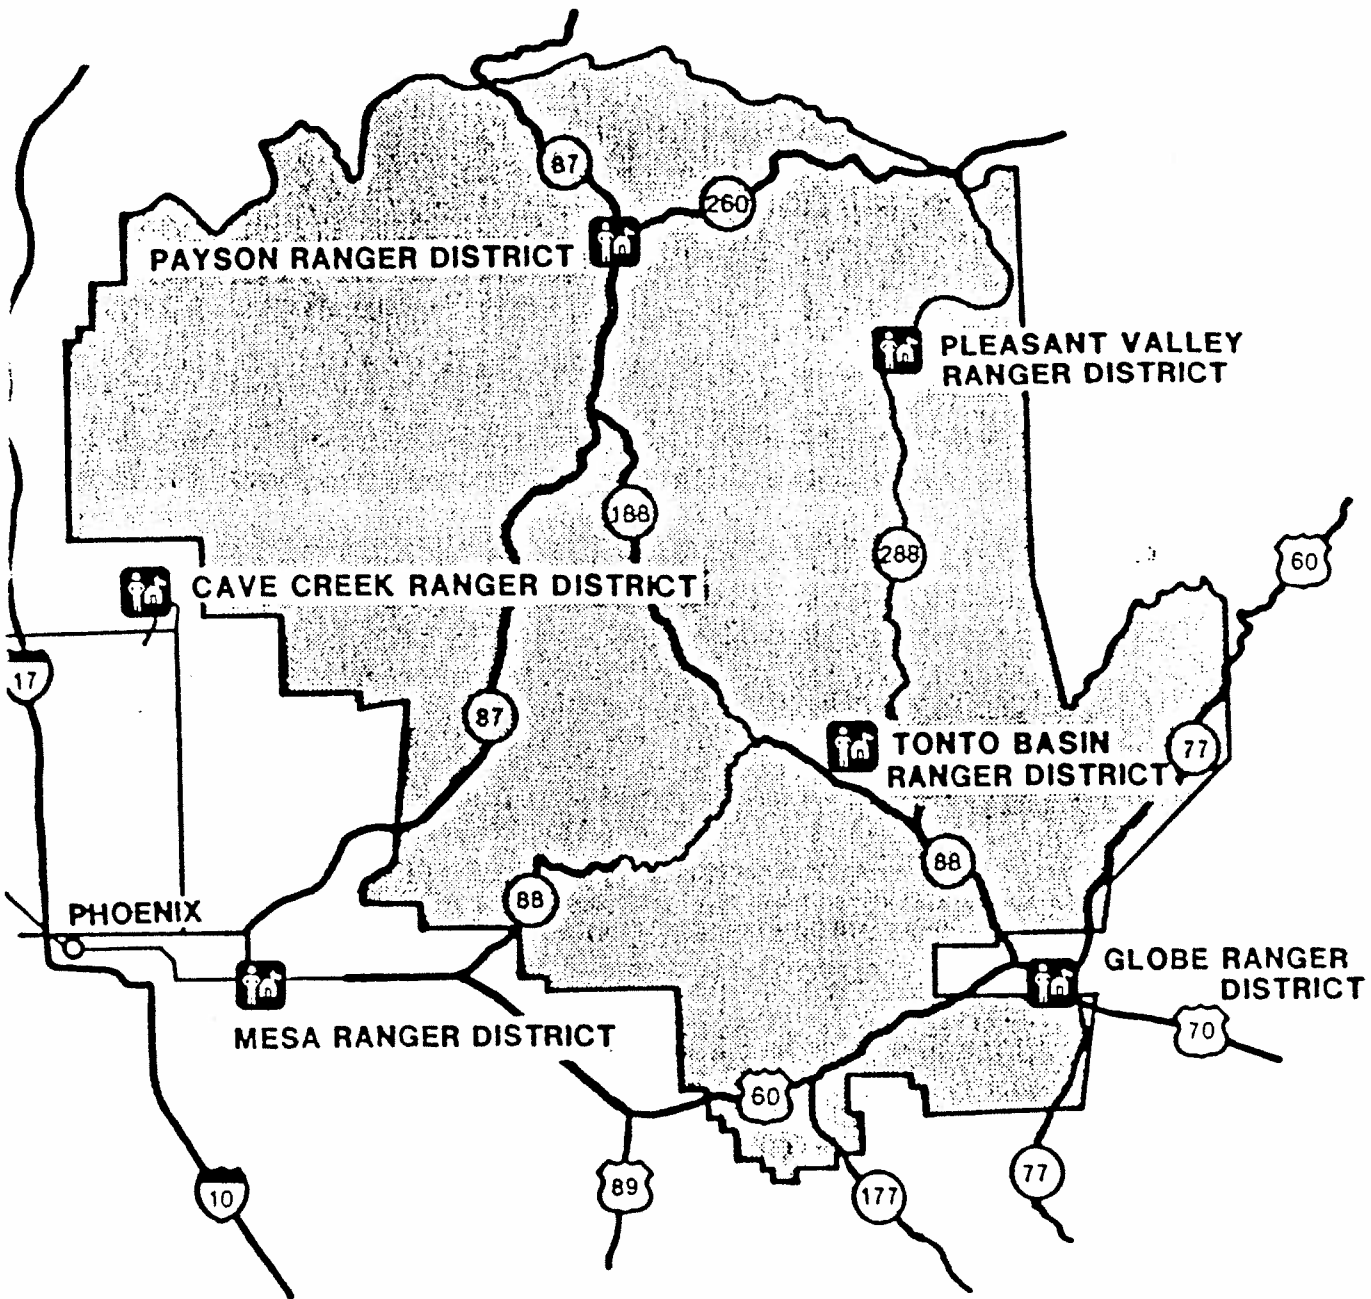 87
260
PAYSON RANGER DISTRICT
PLEASANT VALLEY
RANGER DISTRICT
188
288
60
CAVE CREEK RANGER DISTRICT
17
87
TONTO BASIN
RANGER DISTRICT
77
88
88
PHOENIX
GLOBE RANGER
DISTRICT
MESA RANGER DISTRICT
70
60
89
10
177
77